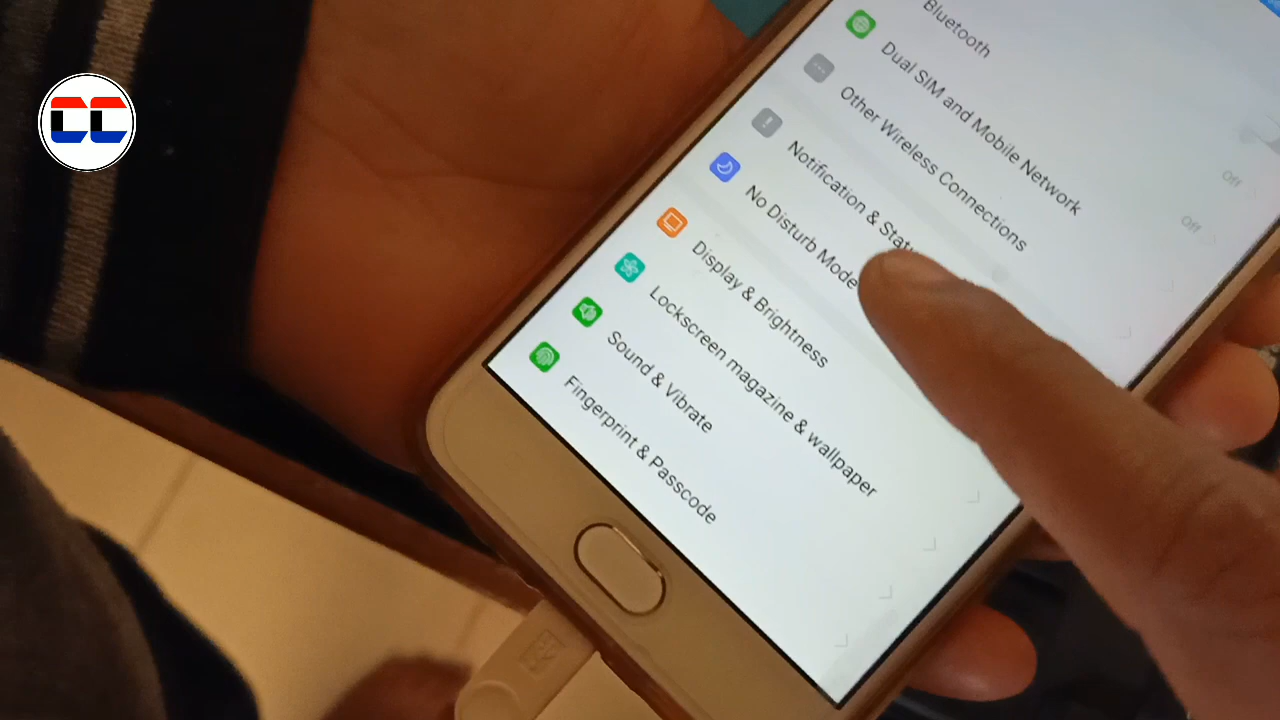 CC
Bluetooth
Off
Dual SIM and Mobile Network
Off
Other Wireless Connections
Notification &
No Disturb Mode
Display & Brightness
Lockscreen magazine & wallpaper
Sound & Vibrate
Fingerprint & Passcode